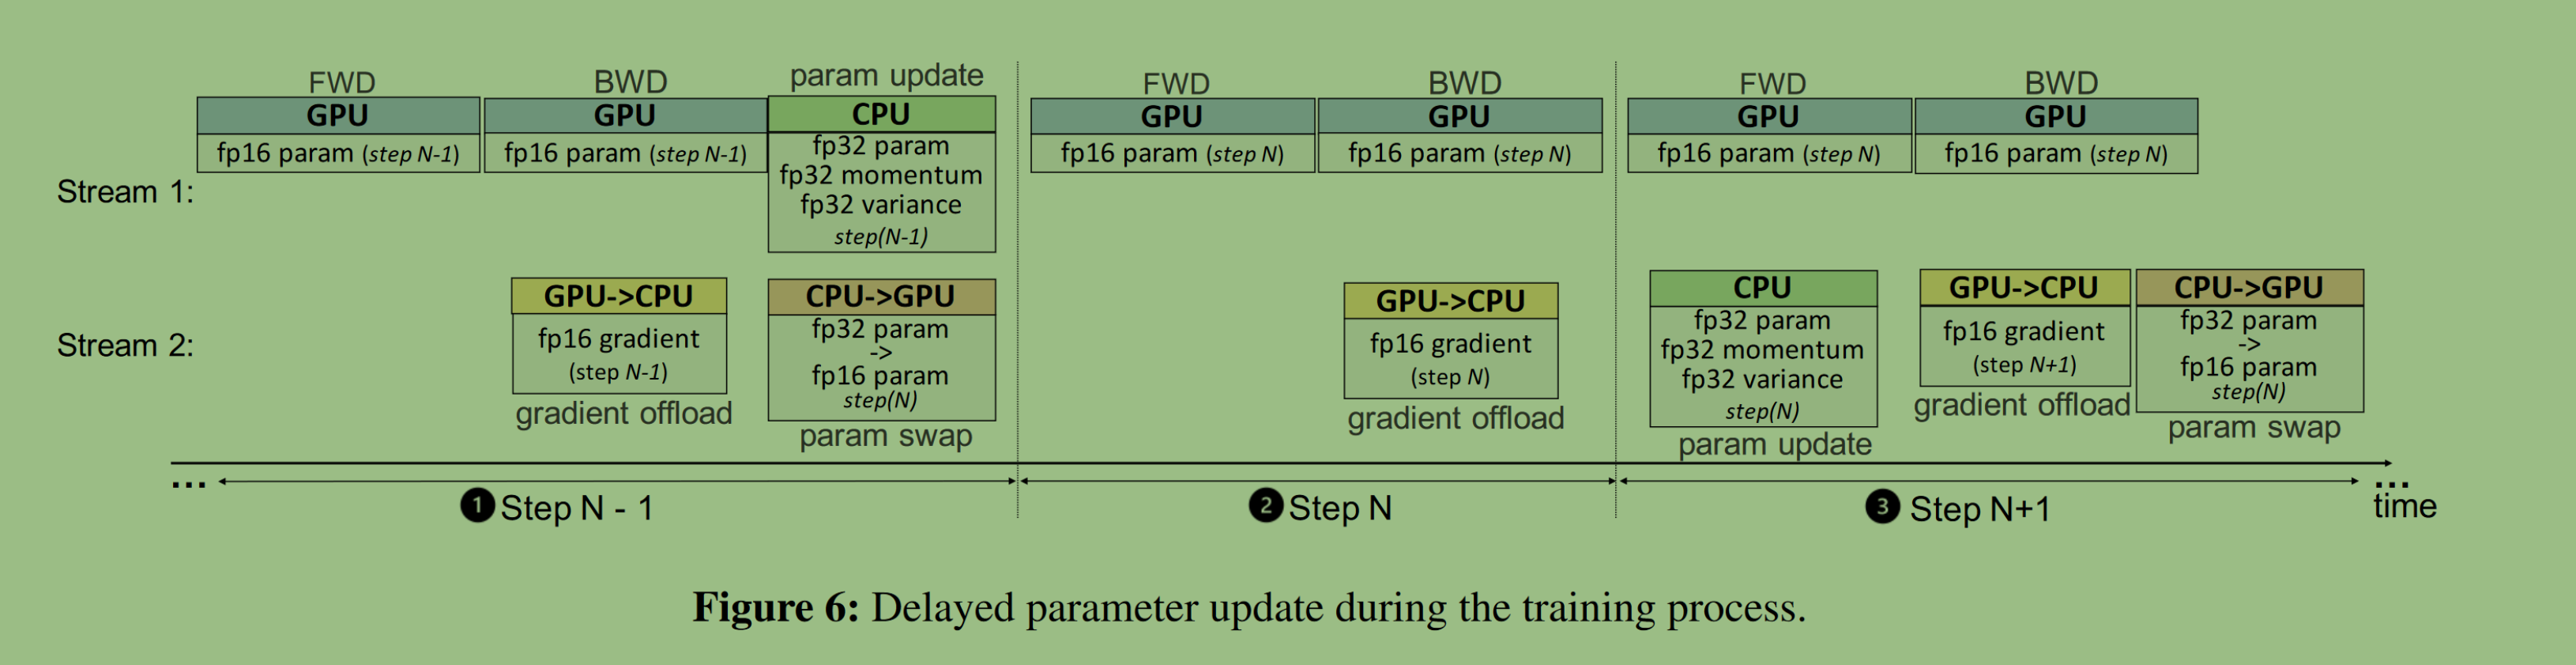 FWD
GPU
fp16 param (step N-1)
BWD
GPU
fp16 param (step N-1)
param update
CPU
fp32 param
fp32 momentum
fp32 variance
step(N-1)
FWD
GPU
fp16 param (step N)
BWD
GPU
fp16 param (step N)
FWD
GPU
fp16 param (step N)
BWD
GPU
fp16 param (step N)
Stream 1:
Stream 2:
GPU->CPU
fp16 gradient
(step N-1)
gradient offload
CPU->GPU
fp32 param
->
fp16 param
step(N)
param swap
GPU->CPU
fp16 gradient
(step N)
gradient offload
CPU
fp32 param
fp32 momentum
fp32 variance
step(N)
param update
GPU->CPU
fp16 gradient
(step N+1)
gradient offload
CPU->GPU
fp32 param
->
fp16 param
step(N)
param swap
...
1 Step N - 1
2 Step N
3 Step N+1
...
time
Figure 6: Delayed parameter update during the training process.